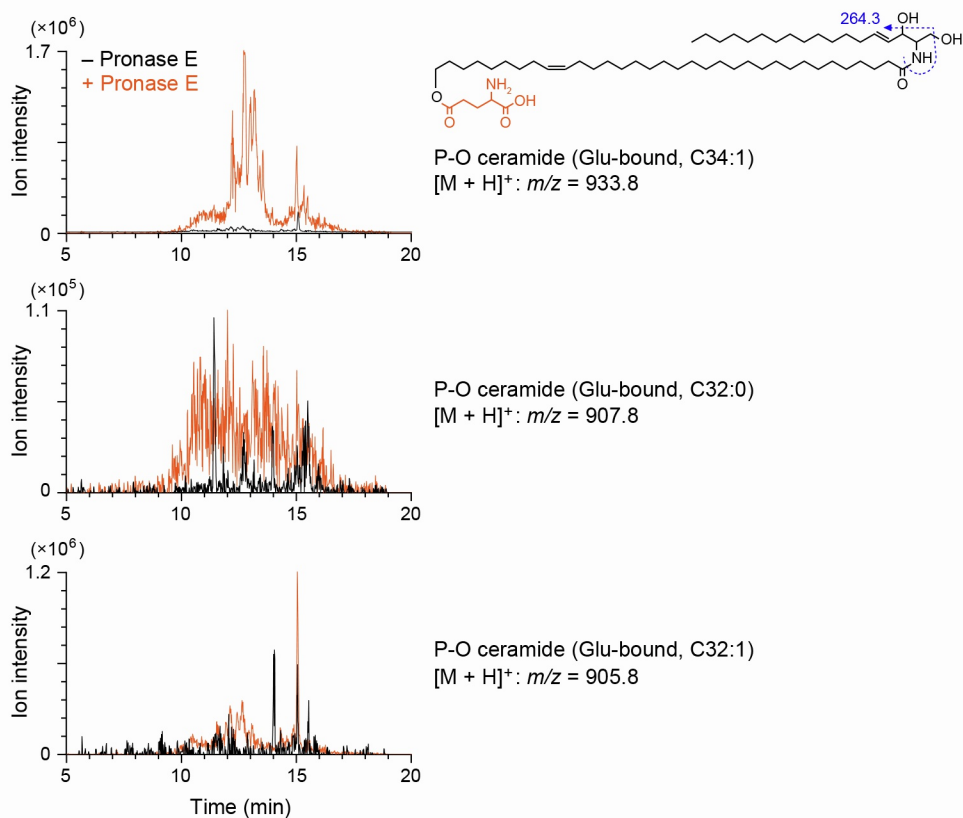 (×10⁶)
1.7
– Pronase E
+ Pronase E
Ion intensity
0
5
10
15
20
264.3
OH
OH
NH
O
O
NH₂
OH
O
O
P-O ceramide (Glu-bound, C34:1)
[M + H]⁺: m/z = 933.8
(×10⁵)
1.1
Ion intensity
0
5
10
15
20
P-O ceramide (Glu-bound, C32:0)
[M + H]⁺: m/z = 907.8
(×10⁶)
1.2
Ion intensity
0
5
10
15
20
Time (min)
P-O ceramide (Glu-bound, C32:1)
[M + H]⁺: m/z = 905.8